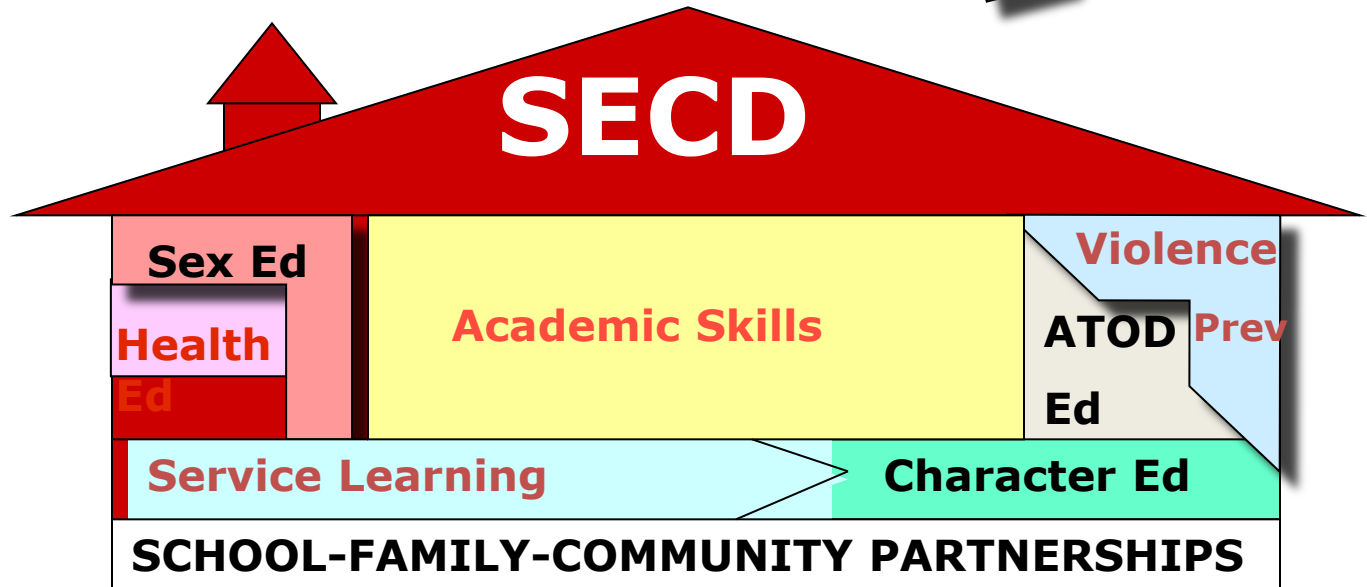 SECD
Sex Ed
Health
Ed
Academic Skills
Violence
Prev
ATOD
Ed
Service Learning
Character Ed
SCHOOL-FAMILY-COMMUNITY PARTNERSHIPS